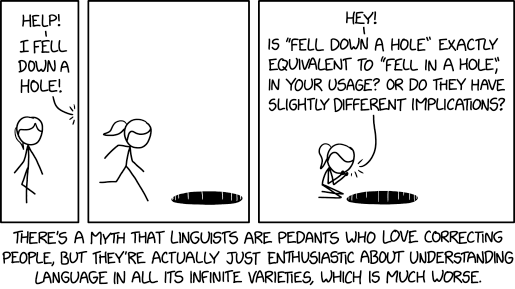 HELP!
I FELL
DOWN A
HOLE!
HEY!
IS "FELL DOWN A HOLE" EXACTLY
EQUIVALENT TO "FELL IN A HOLE",
IN YOUR USAGE? OR DO THEY HAVE
SLIGHTLY DIFFERENT IMPLICATIONS?
THERE'S A MYTH THAT LINGUISTS ARE PEDANTS WHO LOVE CORRECTING
PEOPLE, BUT THEY'RE ACTUALLY JUST ENTHUSIASTIC ABOUT UNDERSTANDING
LANGUAGE IN ALL ITS INFINITE VARIETIES, WHICH IS MUCH WORSE.